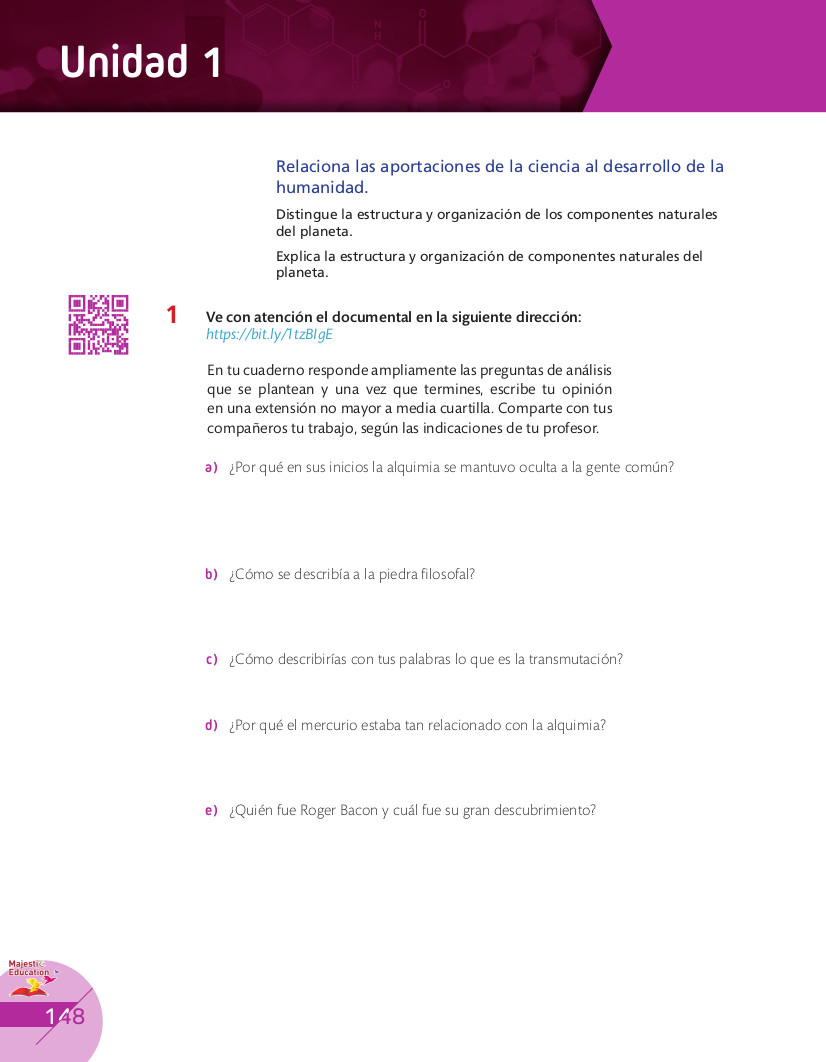 Unidad 1
Relaciona las aportaciones de la ciencia al desarrollo de la
humanidad.
Distingue la estructura y organización de los componentes naturales
del planeta.
Explica la estructura y organización de componentes naturales del
planeta.
1 Ve con atención el documental en la siguiente dirección:
https://bit.ly/1tzBIgE
En tu cuaderno responde ampliamente las preguntas de análisis
que se plantean y una vez que termines, escribe tu opinión
en una extensión no mayor a media cuartilla. Comparte con tus
compañeros tu trabajo, según las indicaciones de tu profesor.
a) ¿Por qué en sus inicios la alquimia se mantuvo oculta a la gente común?
b) ¿Cómo se describía a la piedra filosofal?
c) ¿Cómo describirías con tus palabras lo que es la transmutación?
d) ¿Por qué el mercurio estaba tan relacionado con la alquimia?
e) ¿Quién fue Roger Bacon y cuál fue su gran descubrimiento?
Majestic
Education
148